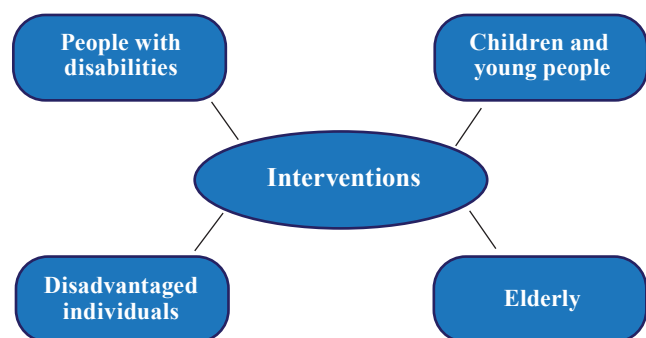 People with
disabilities
Children and
young people
Interventions
Disadvantaged
individuals
Elderly